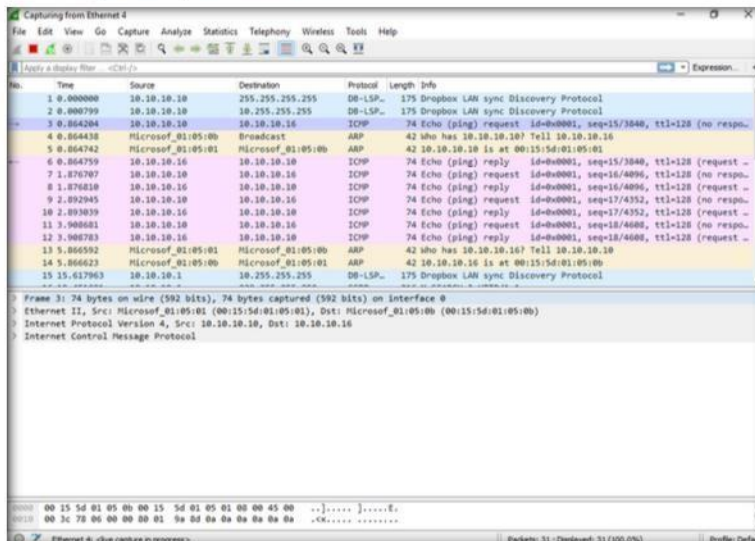 Capturing from Ethernet 4
File Edit View Go Capture Analyze Statistics Telephony Wireless Tools Help
Apply a display filter ... <Ctrl-/>
Expression...
No. Time Source Destination Protocol Length Info
1 0.000000 10.10.10.10 255.255.255.255 DB-LSP… 175 Dropbox LAN sync Discovery Protocol
2 0.000799 10.10.10.10 10.255.255.255 DB-LSP… 175 Dropbox LAN sync Discovery Protocol
3 0.864204 10.10.10.10 10.10.10.16 ICMP 74 Echo (ping) request id=0x0001, seq=15/3840, ttl=128 (no respo…
4 0.864438 Microsof_01:05:0b Broadcast ARP 42 Who has 10.10.10.10? Tell 10.10.10.16
5 0.864742 Microsof_01:05:01 Microsof_01:05:0b ARP 42 10.10.10.10 is at 00:15:5d:01:05:01
6 0.864759 10.10.10.16 10.10.10.10 ICMP 74 Echo (ping) reply id=0x0001, seq=15/3840, ttl=128 (request …
7 1.876707 10.10.10.10 10.10.10.16 ICMP 74 Echo (ping) request id=0x0001, seq=16/4096, ttl=128 (no respo…
8 1.876810 10.10.10.16 10.10.10.10 ICMP 74 Echo (ping) reply id=0x0001, seq=16/4096, ttl=128 (request …
9 2.892945 10.10.10.10 10.10.10.16 ICMP 74 Echo (ping) request id=0x0001, seq=17/4352, ttl=128 (no respo…
10 2.893039 10.10.10.16 10.10.10.10 ICMP 74 Echo (ping) reply id=0x0001, seq=17/4352, ttl=128 (request …
11 3.908681 10.10.10.10 10.10.10.16 ICMP 74 Echo (ping) request id=0x0001, seq=18/4608, ttl=128 (no respo…
12 3.908783 10.10.10.16 10.10.10.10 ICMP 74 Echo (ping) reply id=0x0001, seq=18/4608, ttl=128 (request …
13 5.866592 Microsof_01:05:01 Microsof_01:05:0b ARP 42 Who has 10.10.10.16? Tell 10.10.10.10
14 5.866623 Microsof_01:05:0b Microsof_01:05:01 ARP 42 10.10.10.16 is at 00:15:5d:01:05:0b
15 15.617963 10.10.10.1 10.255.255.255 DB-LSP… 175 Dropbox LAN sync Discovery Protocol
Frame 3: 74 bytes on wire (592 bits), 74 bytes captured (592 bits) on interface 0
Ethernet II, Src: Microsof_01:05:01 (00:15:5d:01:05:01), Dst: Microsof_01:05:0b (00:15:5d:01:05:0b)
Internet Protocol Version 4, Src: 10.10.10.10, Dst: 10.10.10.16
Internet Control Message Protocol
0000 00 15 5d 01 05 0b 00 15 5d 01 05 01 08 00 45 00 ..]..... ].....E.
0010 00 3c 78 06 00 00 80 01 9a 8d 0a 0a 0a 0a 0a 0a .<x..... ........
Ethernet 4: <live capture in progress>
Packets: 31 · Displayed: 31 (100.0%)